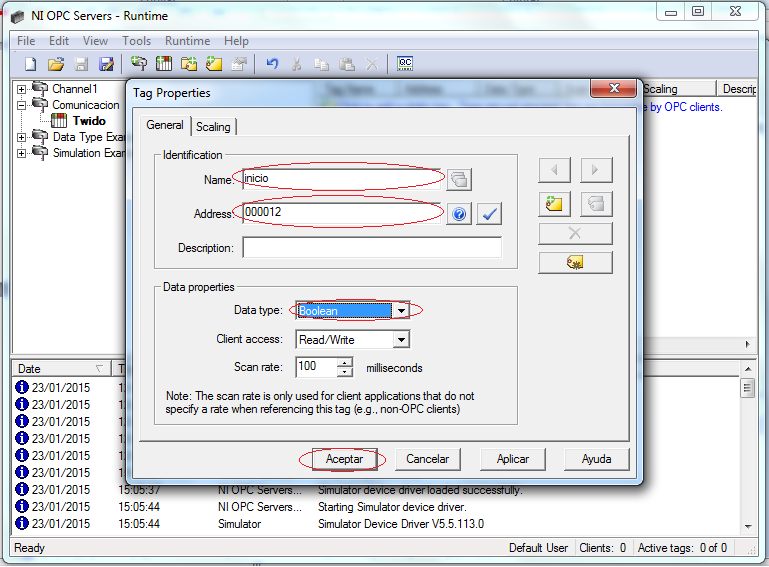 NI OPC Servers - Runtime
File Edit View Tools Runtime Help
QC
Channel1
Comunicacion
Twido
Data Type Exa
Simulation Exa
Tag Name Address Data Type Scaling Descrip
by OPC clients.
Tag Properties
General Scaling
Identification
Name: inicio
Address: 000012
Description:
Data properties
Data type: Boolean
Client access: Read/Write
Scan rate: 100 milliseconds
Note: The scan rate is only used for client applications that do not
specify a rate when referencing this tag (e.g., non-OPC clients)
Aceptar Cancelar Aplicar Ayuda
Date T
23/01/2015 1
23/01/2015 1
23/01/2015 1
23/01/2015 1
23/01/2015 1
23/01/2015 1
23/01/2015 15:05:37 NI OPC Servers... Simulator device driver loaded successfully.
23/01/2015 15:05:44 NI OPC Servers... Starting Simulator device driver.
23/01/2015 15:05:44 Simulator Simulator Device Driver V5.5.113.0
Ready Default User Clients: 0 Active tags: 0 of 0